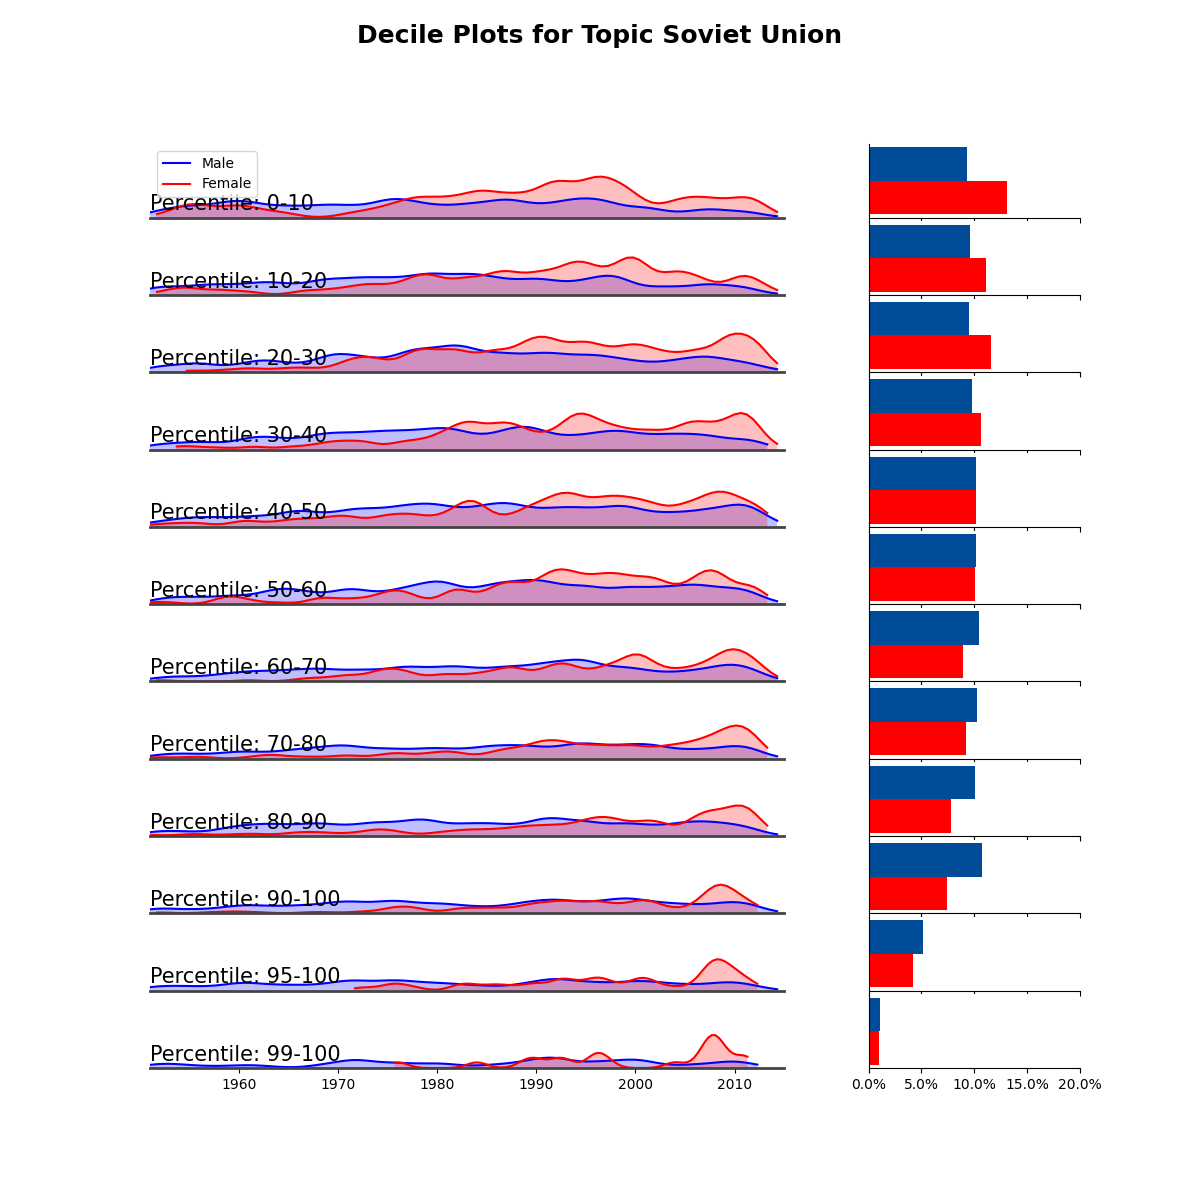 Decile Plots for Topic Soviet Union
Male
Female
Percentile: 0-10
Percentile: 10-20
Percentile: 20-30
Percentile: 30-40
Percentile: 40-50
Percentile: 50-60
Percentile: 60-70
Percentile: 70-80
Percentile: 80-90
Percentile: 90-100
Percentile: 95-100
Percentile: 99-100
1960 1970 1980 1990 2000 2010
0.0% 5.0% 10.0% 15.0% 20.0%